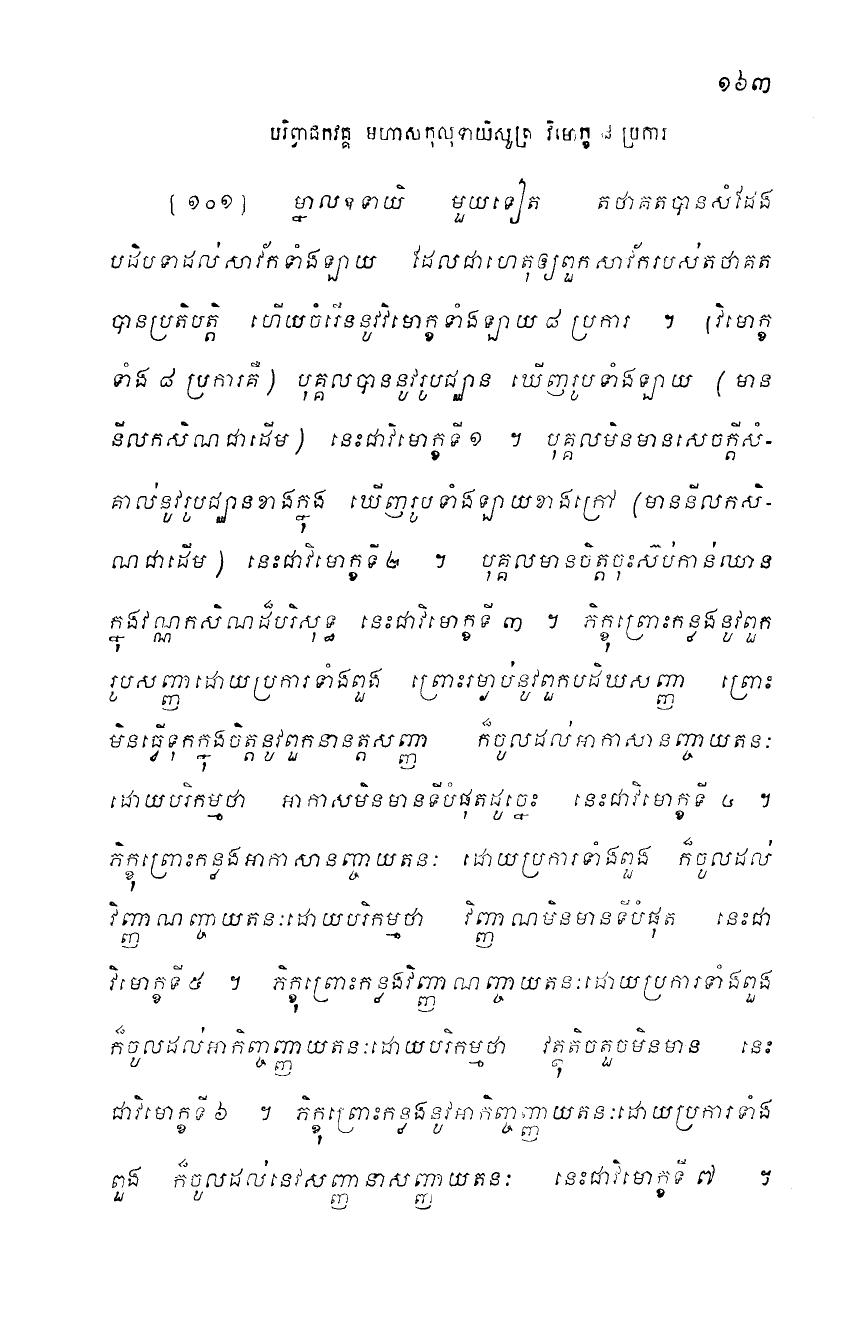 ១៦៣
បរិព្វាជកវគ្គ មហាសកុលុទាយិសូត្រ វិមោក្ខ ៨ ប្រការ
[១០១] ម្នាលឧទាយិ មួយទៀត តថាគតបានសំដែង
បដិបទាដល់សាវ័កទាំងឡាយ ដែលជាហេតុឲ្យពួកសាវ័ករបស់តថាគត
បានប្រតិបត្តិ ហើយចំរើននូវវិមោក្ខទាំងឡាយ ៨ ប្រការ ។ (វិមោក្ខ
ទាំង ៨ ប្រការគឺ) បុគ្គលបាននូវរូបជ្ឈាន ឃើញរូបទាំងឡាយ (មាន
នីលកសិណជាដើម) នេះជាវិមោក្ខទី១ ។ បុគ្គលមិនមានសេចក្តីសំ-
គាល់នូវរូបជ្ឈានខាងក្នុង ឃើញរូបទាំងឡាយខាងក្រៅ (មាននីលកសិ-
ណជាដើម) នេះជាវិមោក្ខទី២ ។ បុគ្គលមានចិត្តចុះស៊ប់កាន់ឈាន
ក្នុងវណ្ណកសិណដ៏បរិសុទ្ធ នេះជាវិមោក្ខទី ៣ ។ ភិក្ខុព្រោះកន្លងនូវពួក
រូបសញ្ញាដោយប្រការទាំងពួង ព្រោះរម្ងាប់នូវពួកបដិឃសញ្ញា ព្រោះ
មិនធ្វើទុកក្នុងចិត្តនូវពួកនានត្តសញ្ញា ក៏ចូលដល់អាកាសានញ្ចាយតនៈ
ដោយបរិកម្មថា អាកាសមិនមានទីបំផុតដូច្នេះ នេះជាវិមោក្ខទី ៤ ។
ភិក្ខុព្រោះកន្លងអាកាសានញ្ចាយតនៈ ដោយប្រការទាំងពួង ក៏ចូលដល់
វិញ្ញាណញ្ចាយតនៈដោយបរិកម្មថា វិញ្ញាណមិនមានទីបំផុត នេះជា
វិមោក្ខទី៥ ។ ភិក្ខុព្រោះកន្លងវិញ្ញាណញ្ចាយតនៈដោយប្រការទាំងពួង
ក៏ចូលដល់អាកិញ្ចញ្ញាយតនៈដោយបរិកម្មថា វត្ថុតិចតួចមិនមាន នេះ
ជាវិមោក្ខទី៦ ។ ភិក្ខុព្រោះកន្លងនូវអាកិញ្ចញ្ញាយតនៈដោយប្រការទាំង
ពួង ក៏ចូលដល់នេវសញ្ញានាសញ្ញាយតនៈ នេះជាវិមោក្ខទី ៧ ។